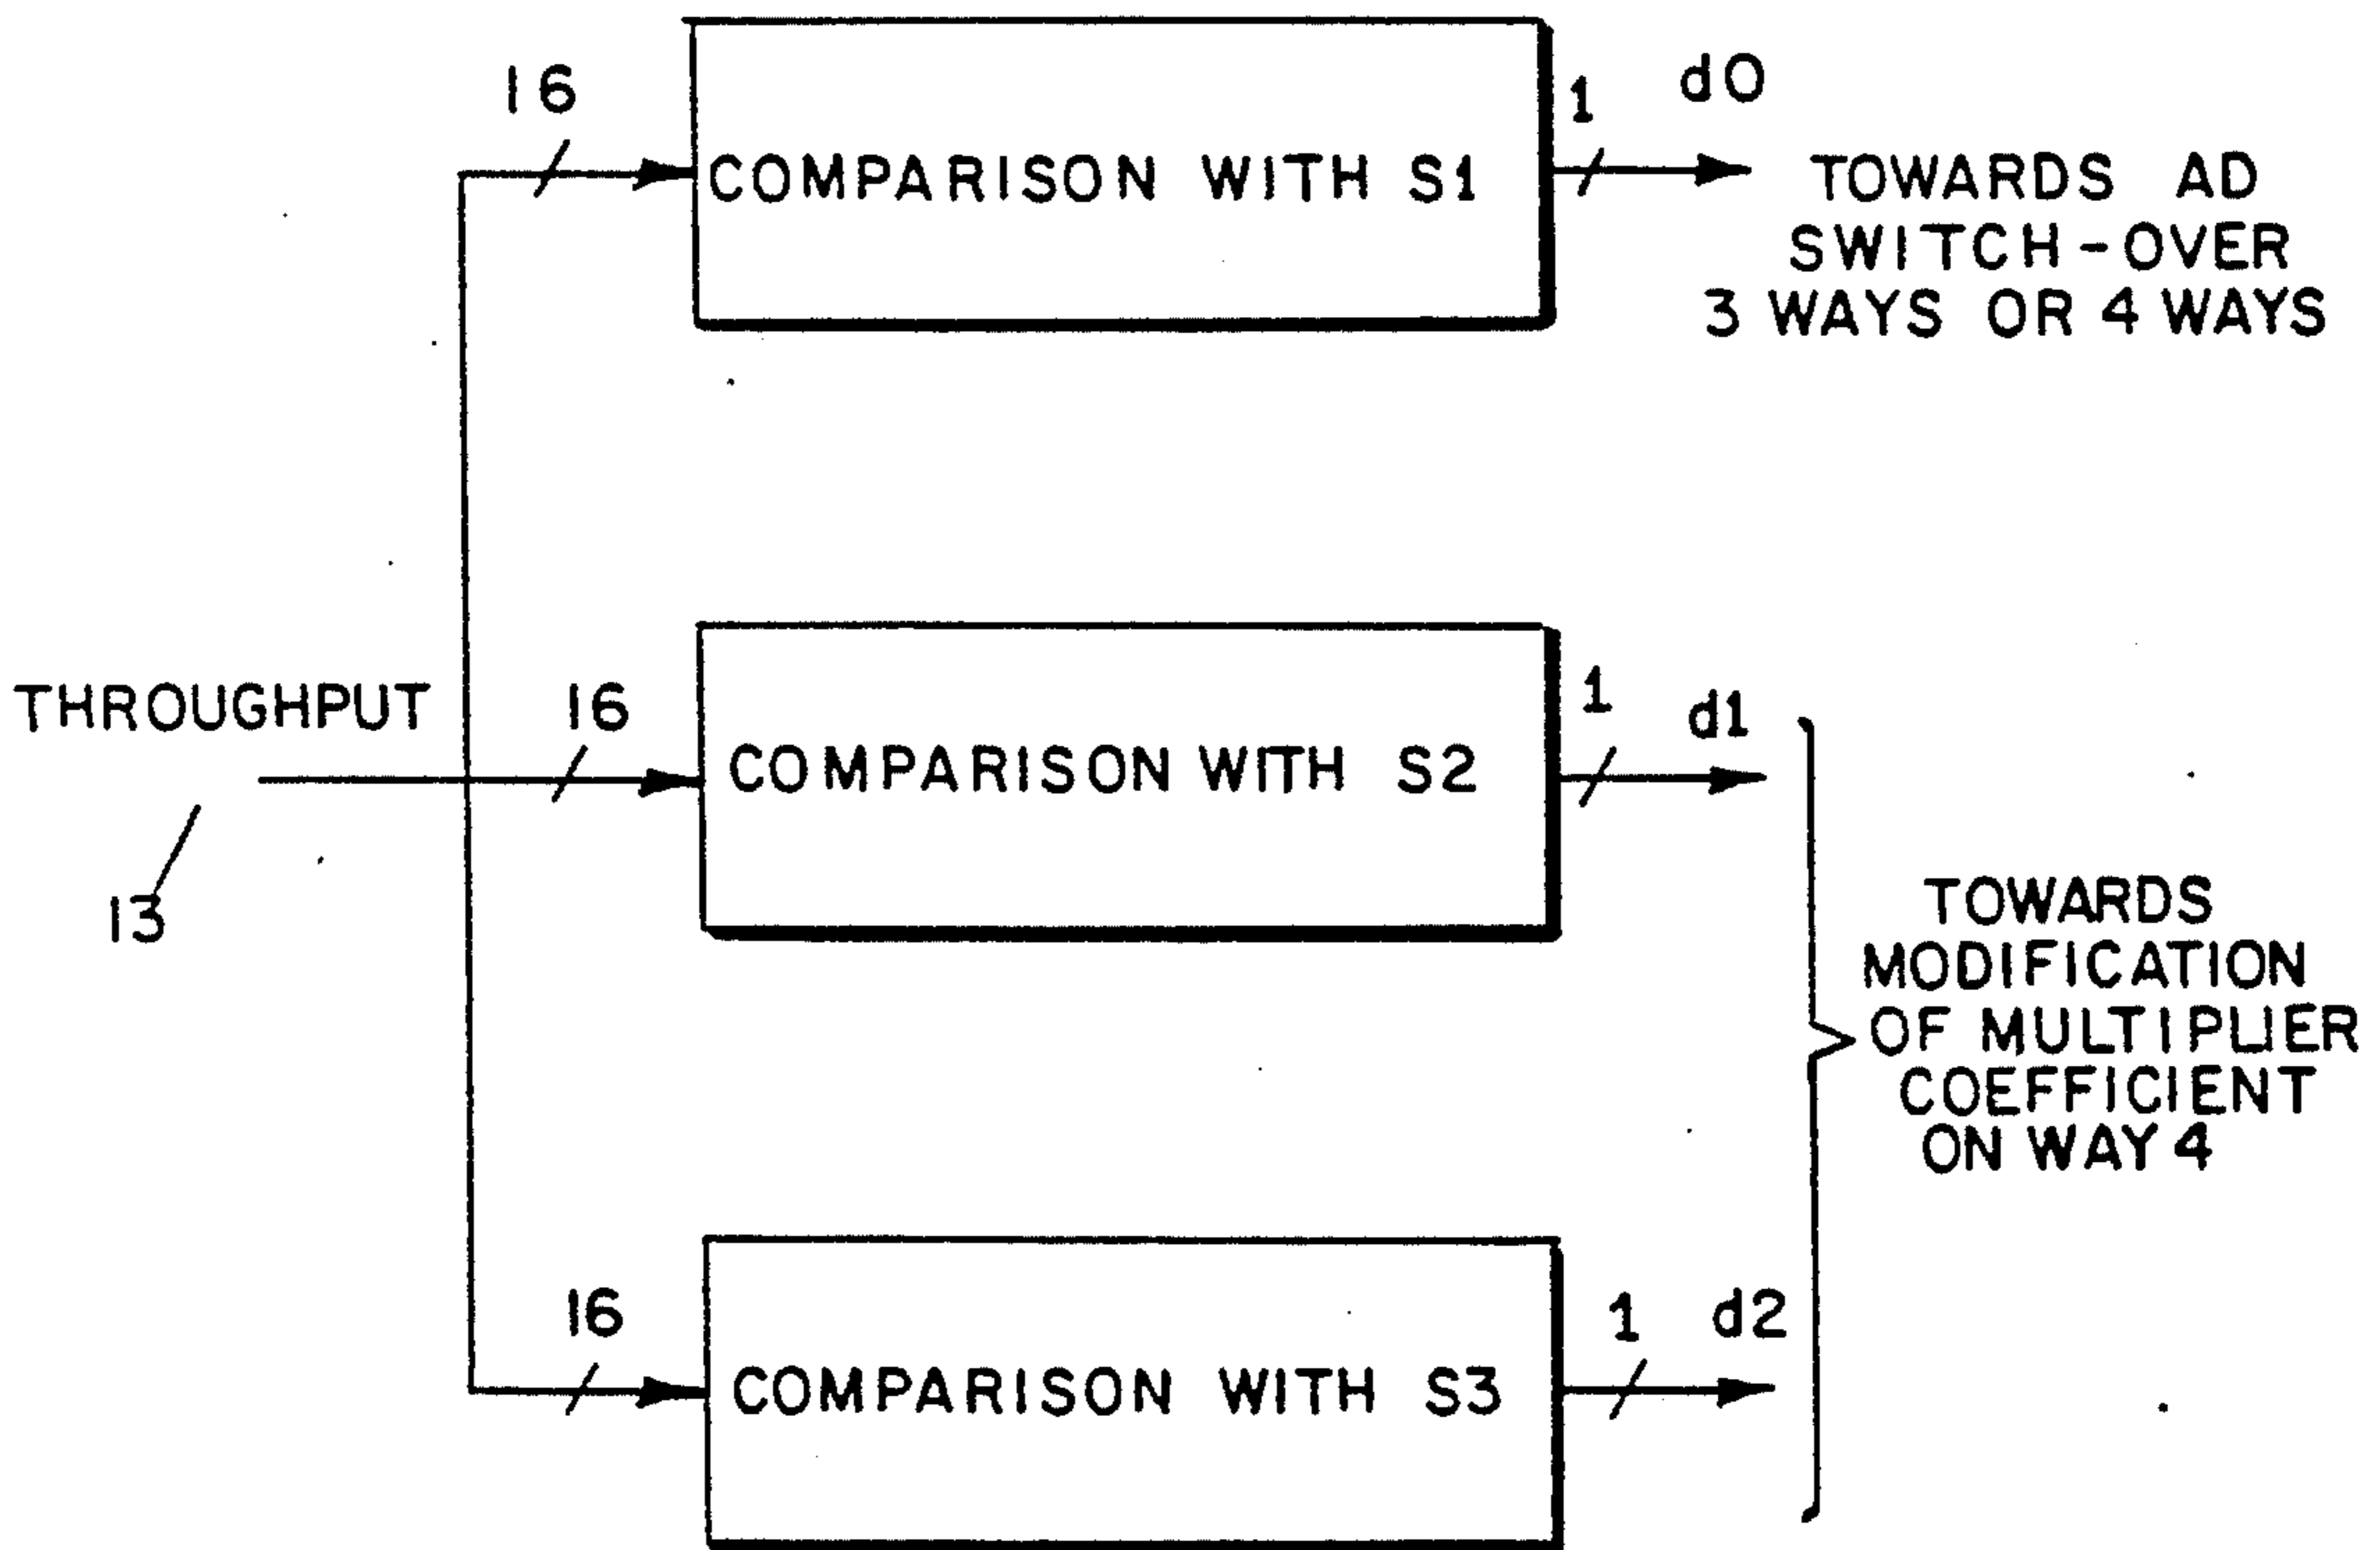 16
COMPARISON WITH S1
1
d0
TOWARDS AD
SWITCH-OVER
3 WAYS OR 4 WAYS
THROUGHPUT
13
16
COMPARISON WITH S2
1
d1
16
COMPARISON WITH S3
1
d2
TOWARDS
MODIFICATION
OF MULTIPLIER
COEFFICIENT
ON WAY 4